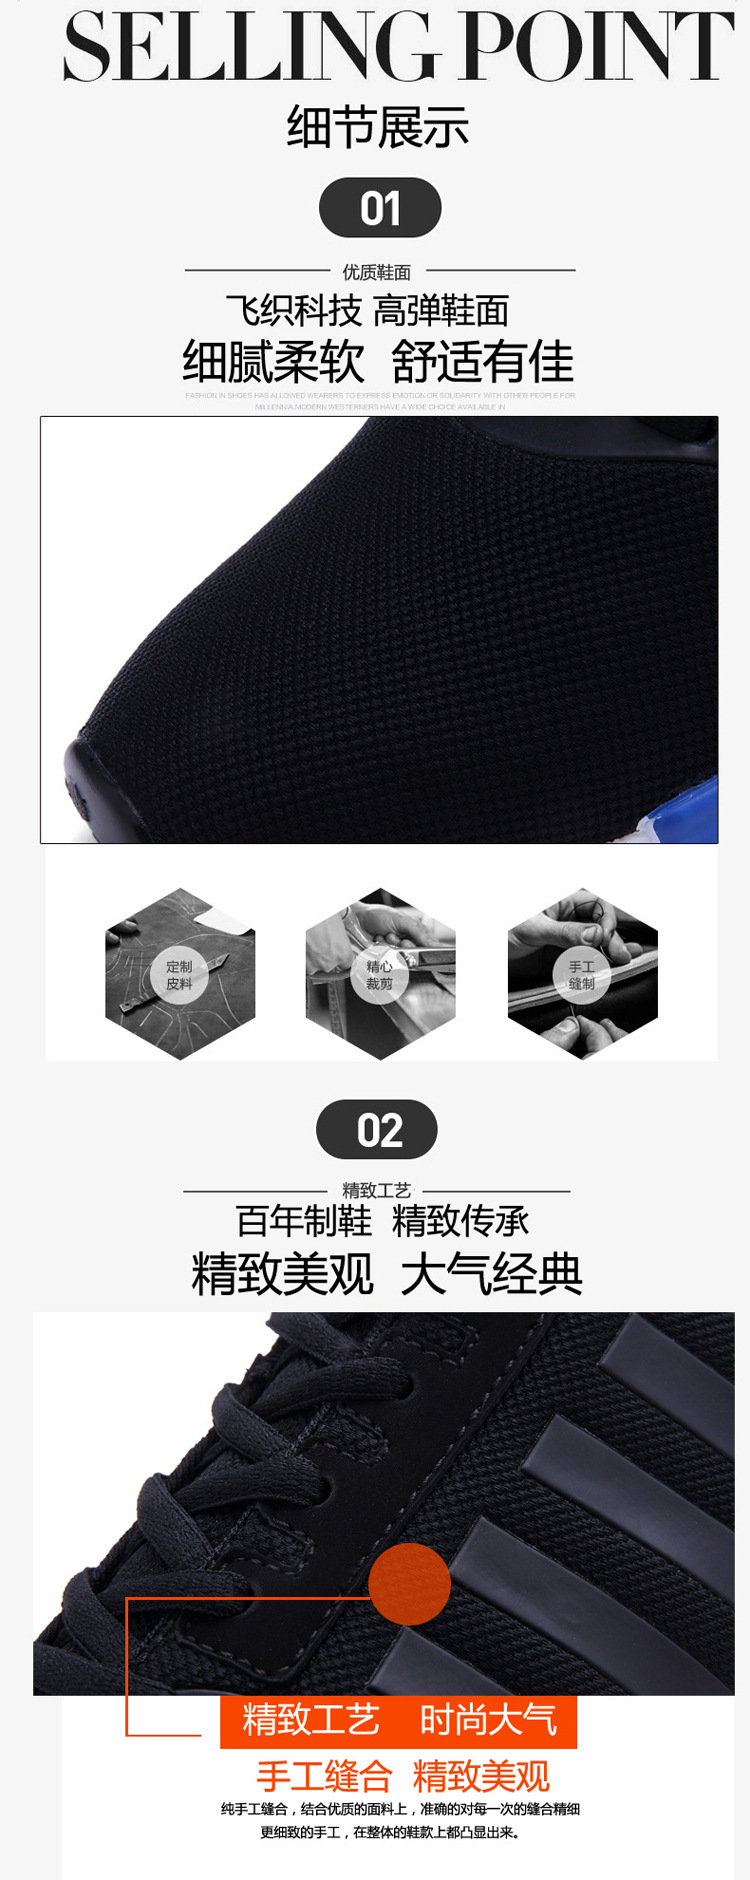 SELLING POINT
细节展示
01
优质鞋面
飞织科技 高弹鞋面
细腻柔软 舒适有佳
FASHION IN SHOES HAS ALLOWED WEARERS TO EXPRESS EMOTION OR SOLIDARITY WITH OTHER PEOPLE FOR
MILLENNIA.MODERN WESTERNERS HAVE A WIDE CHOICE AVAILABLE IN
定制
皮料
精心
裁剪
手工
缝制
02
精致工艺
百年制鞋 精致传承
精致美观 大气经典
精致工艺 时尚大气
手工缝合 精致美观
纯手工缝合，结合优质的面料上，准确的对每一次的缝合精细
更细致的手工，在整体的鞋款上都凸显出来。